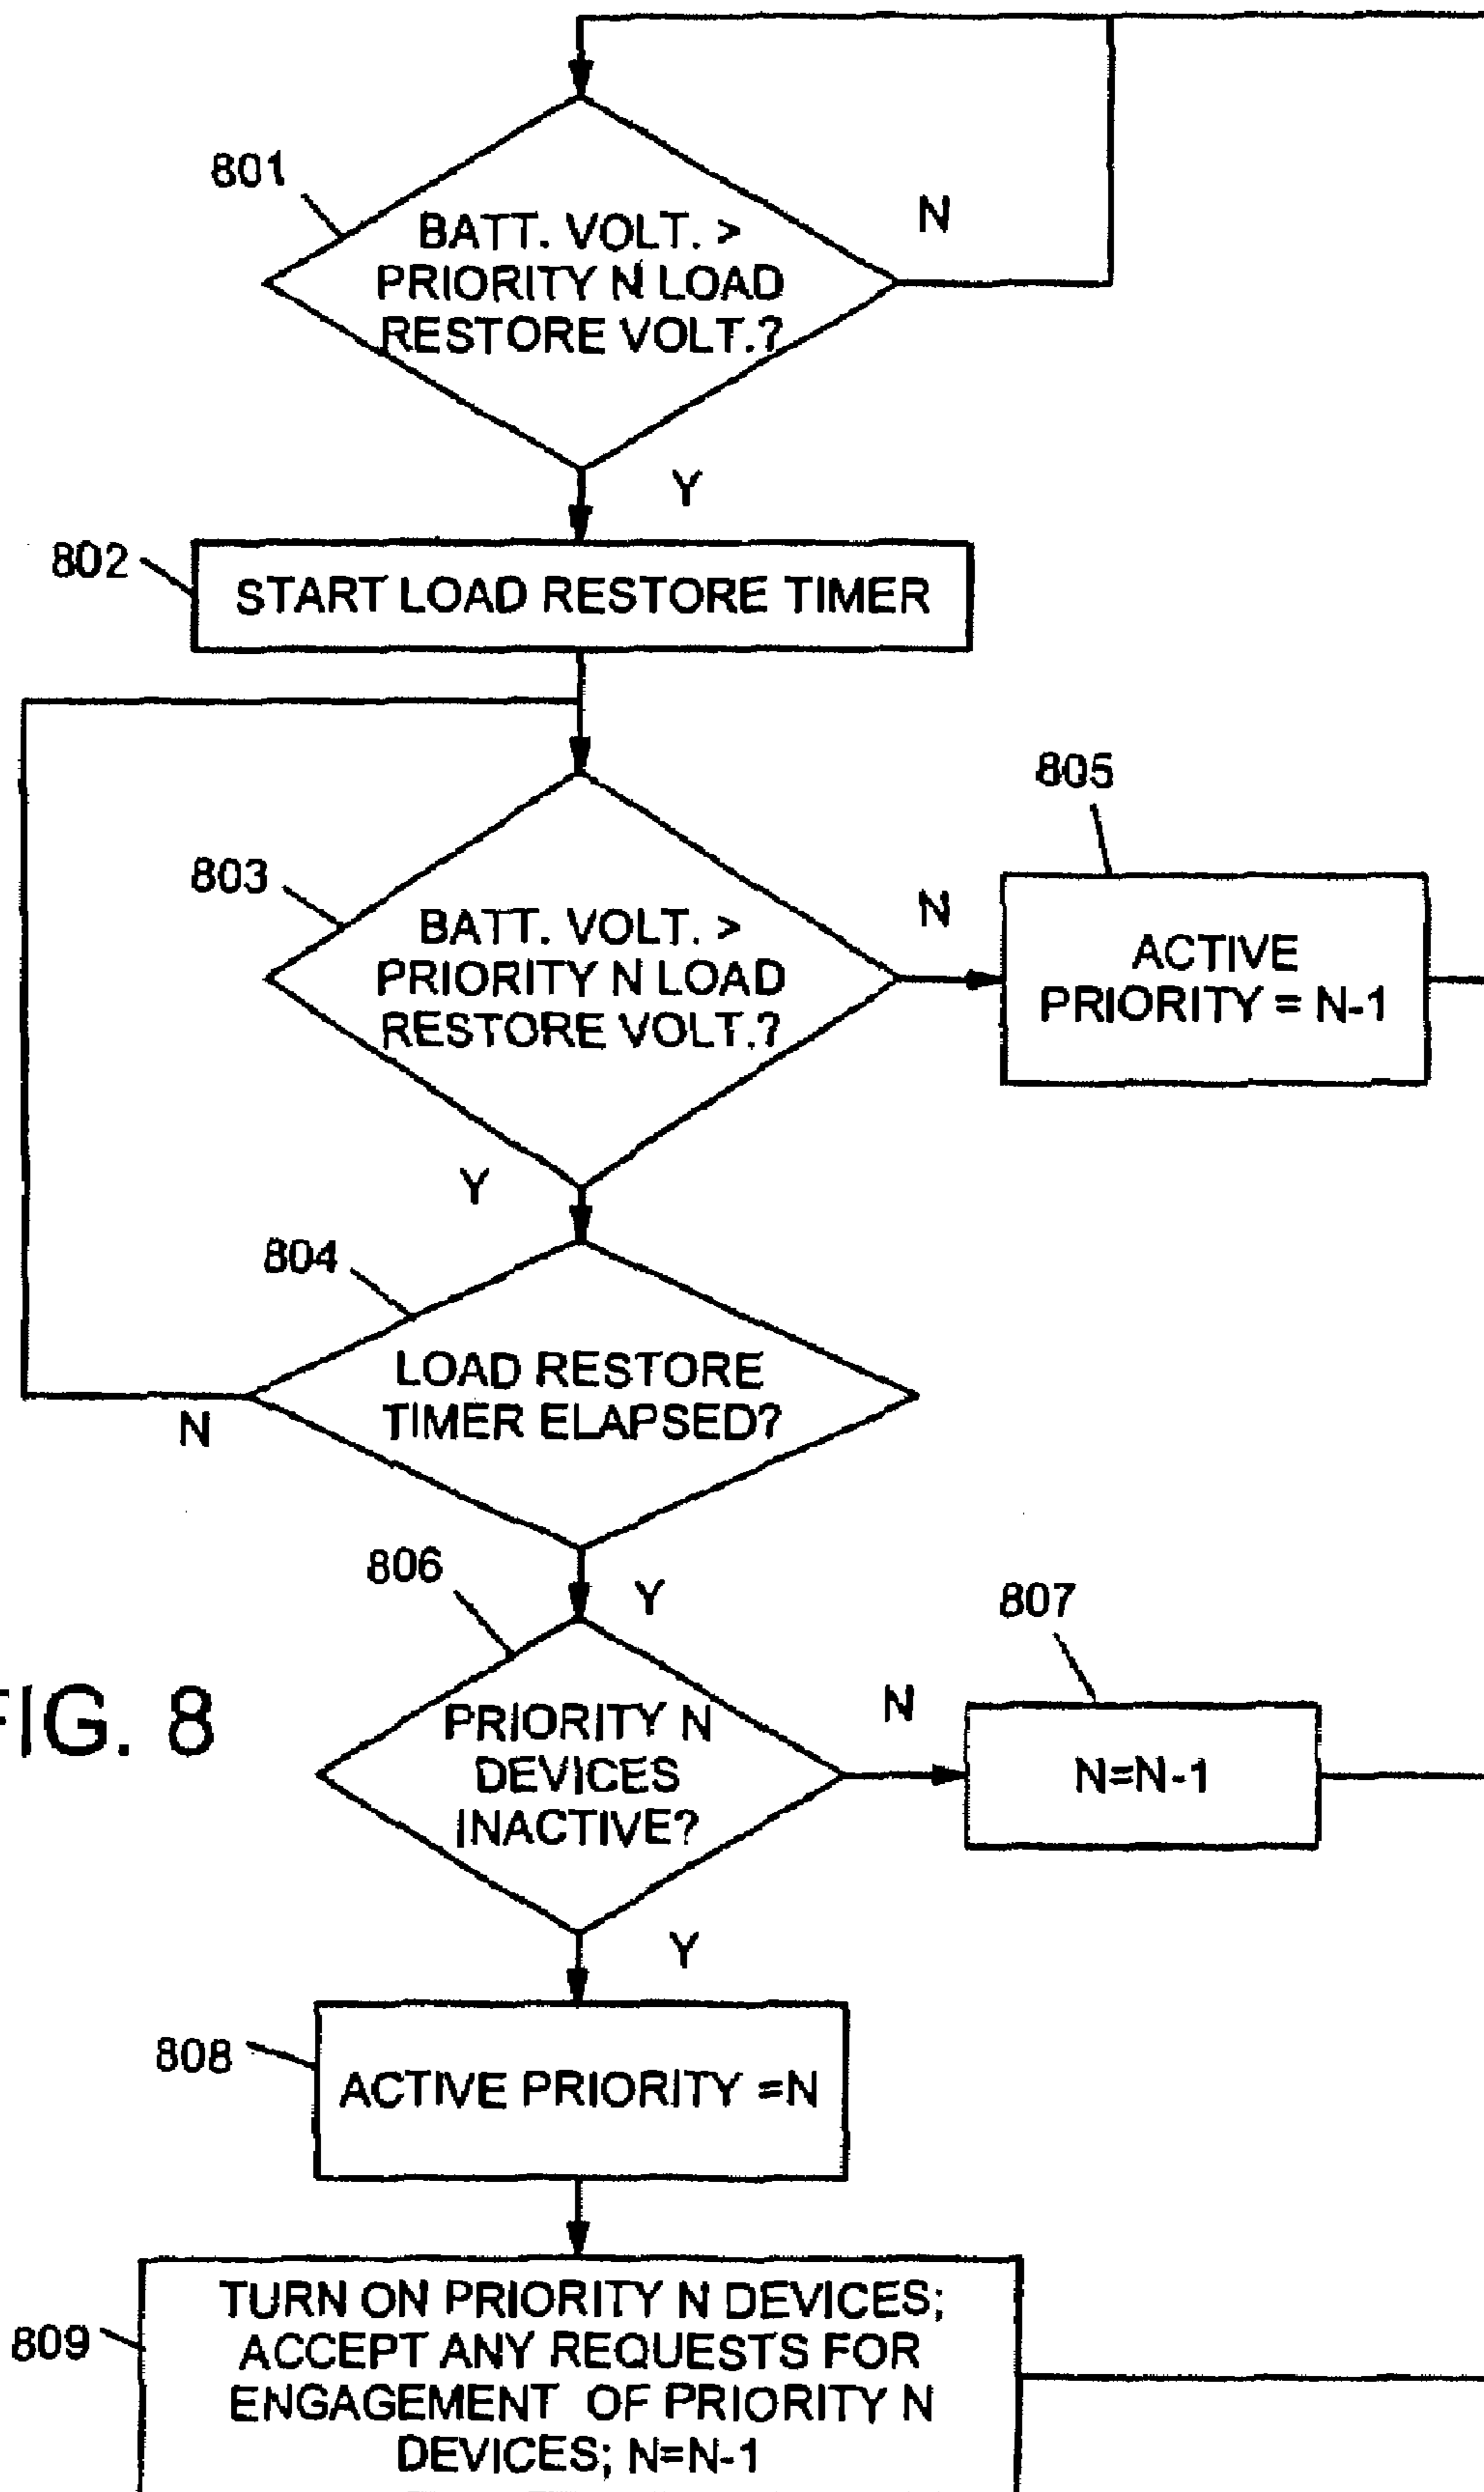 801
BATT. VOLT. >
PRIORITY N LOAD
RESTORE VOLT.?
N
Y
802
START LOAD RESTORE TIMER
803
BATT. VOLT. >
PRIORITY N LOAD
RESTORE VOLT.?
N
805
ACTIVE
PRIORITY = N-1
Y
804
LOAD RESTORE
TIMER ELAPSED?
N
Y
806
PRIORITY N
DEVICES
INACTIVE?
N
807
N=N-1
FIG. 8
Y
808
ACTIVE PRIORITY =N
809
TURN ON PRIORITY N DEVICES;
ACCEPT ANY REQUESTS FOR
ENGAGEMENT OF PRIORITY N
DEVICES; N=N-1